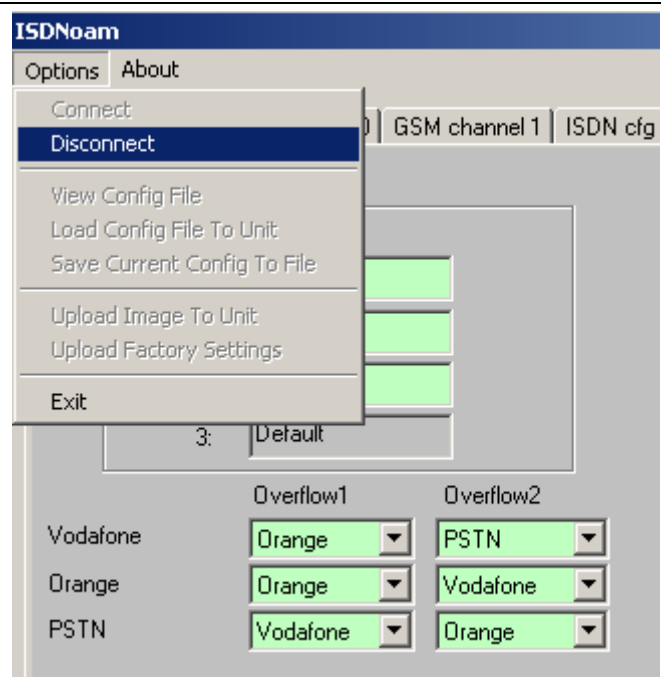 ISDNoam
Options About
Connect
Disconnect
GSM channel 1 ISDN cfg
View Config File
Load Config File To Unit
Save Current Config To File
Upload Image To Unit
Upload Factory Settings
Exit
3: Default
Overflow1 Overflow2
Vodafone Orange PSTN
Orange Orange Vodafone
PSTN Vodafone Orange